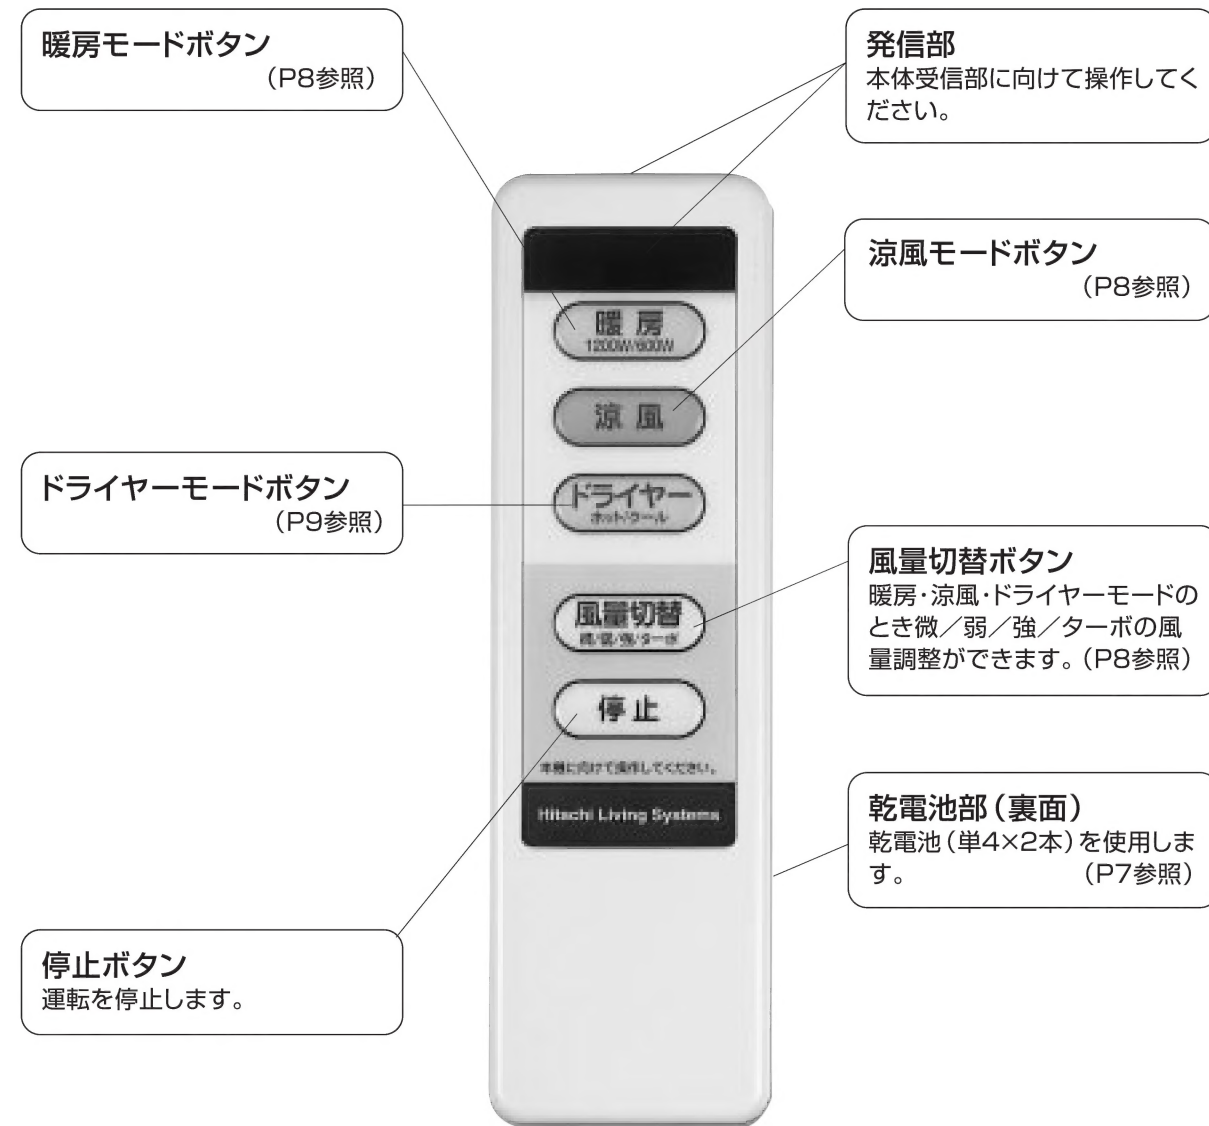 暖房モードボタン
（P8参照）
発信部
本体受信部に向けて操作してく
ださい。
涼風モードボタン
（P8参照）
暖房
1200W/600W
涼風
ドライヤーモードボタン
（P9参照）
ドライヤー
ホット/クール
風量切替ボタン
暖房・涼風・ドライヤーモードの
とき微／弱／強／ターボの風
量調整ができます。（P8参照）
風量切替
微/弱/強/ターボ
停止
本機に向けて操作してください。
Hitachi Living Systems
乾電池部（裏面）
乾電池（単4×2本）を使用しま
す。（P7参照）
停止ボタン
運転を停止します。